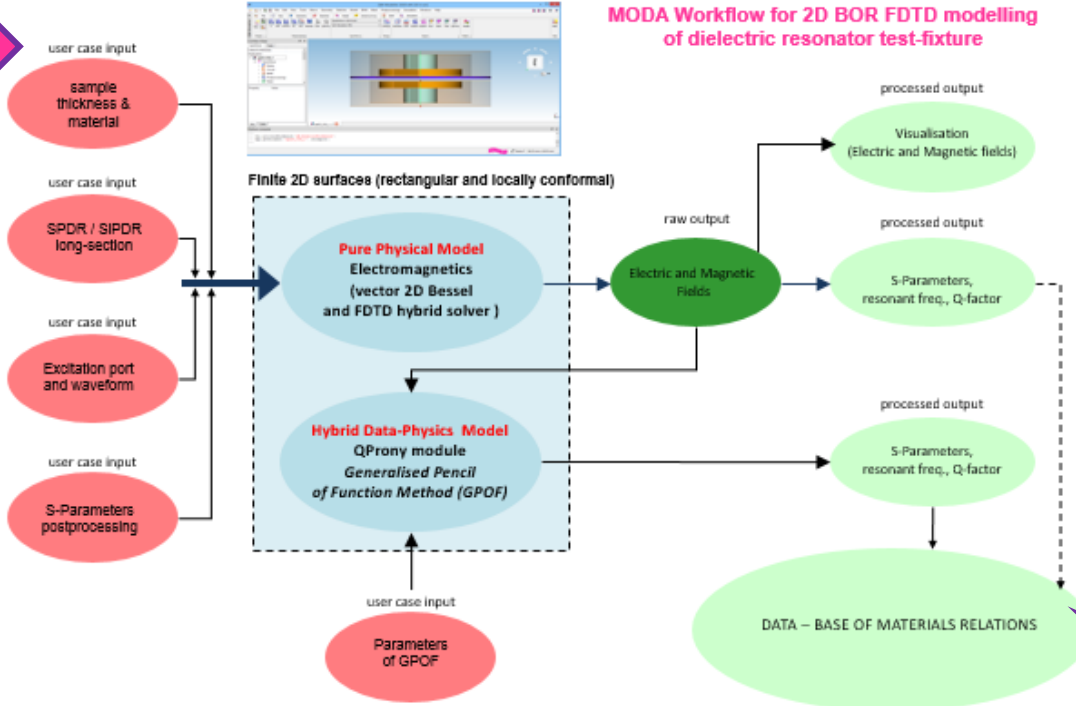 MODA Workflow for 2D BOR FDTD modelling
of dielectric resonator test-fixture
user case input
sample
thickness &
material
user case input
SPDR / SIPDR
long-section
user case input
Excitation port
and waveform
user case input
S-Parameters
postprocessing
Finite 2D surfaces (rectangular and locally conformal)
Pure Physical Model
Electromagnetics
(vector 2D Bessel
and FDTD hybrid solver )
Hybrid Data-Physics Model
QProny module
Generalised Pencil
of Function Method (GPOF)
user case input
Parameters
of GPOF
raw output
Electric and Magnetic
Fields
processed output
Visualisation
(Electric and Magnetic fields)
processed output
S-Parameters,
resonant freq., Q-factor
processed output
S-Parameters,
resonant freq., Q-factor
DATA – BASE OF MATERIALS RELATIONS